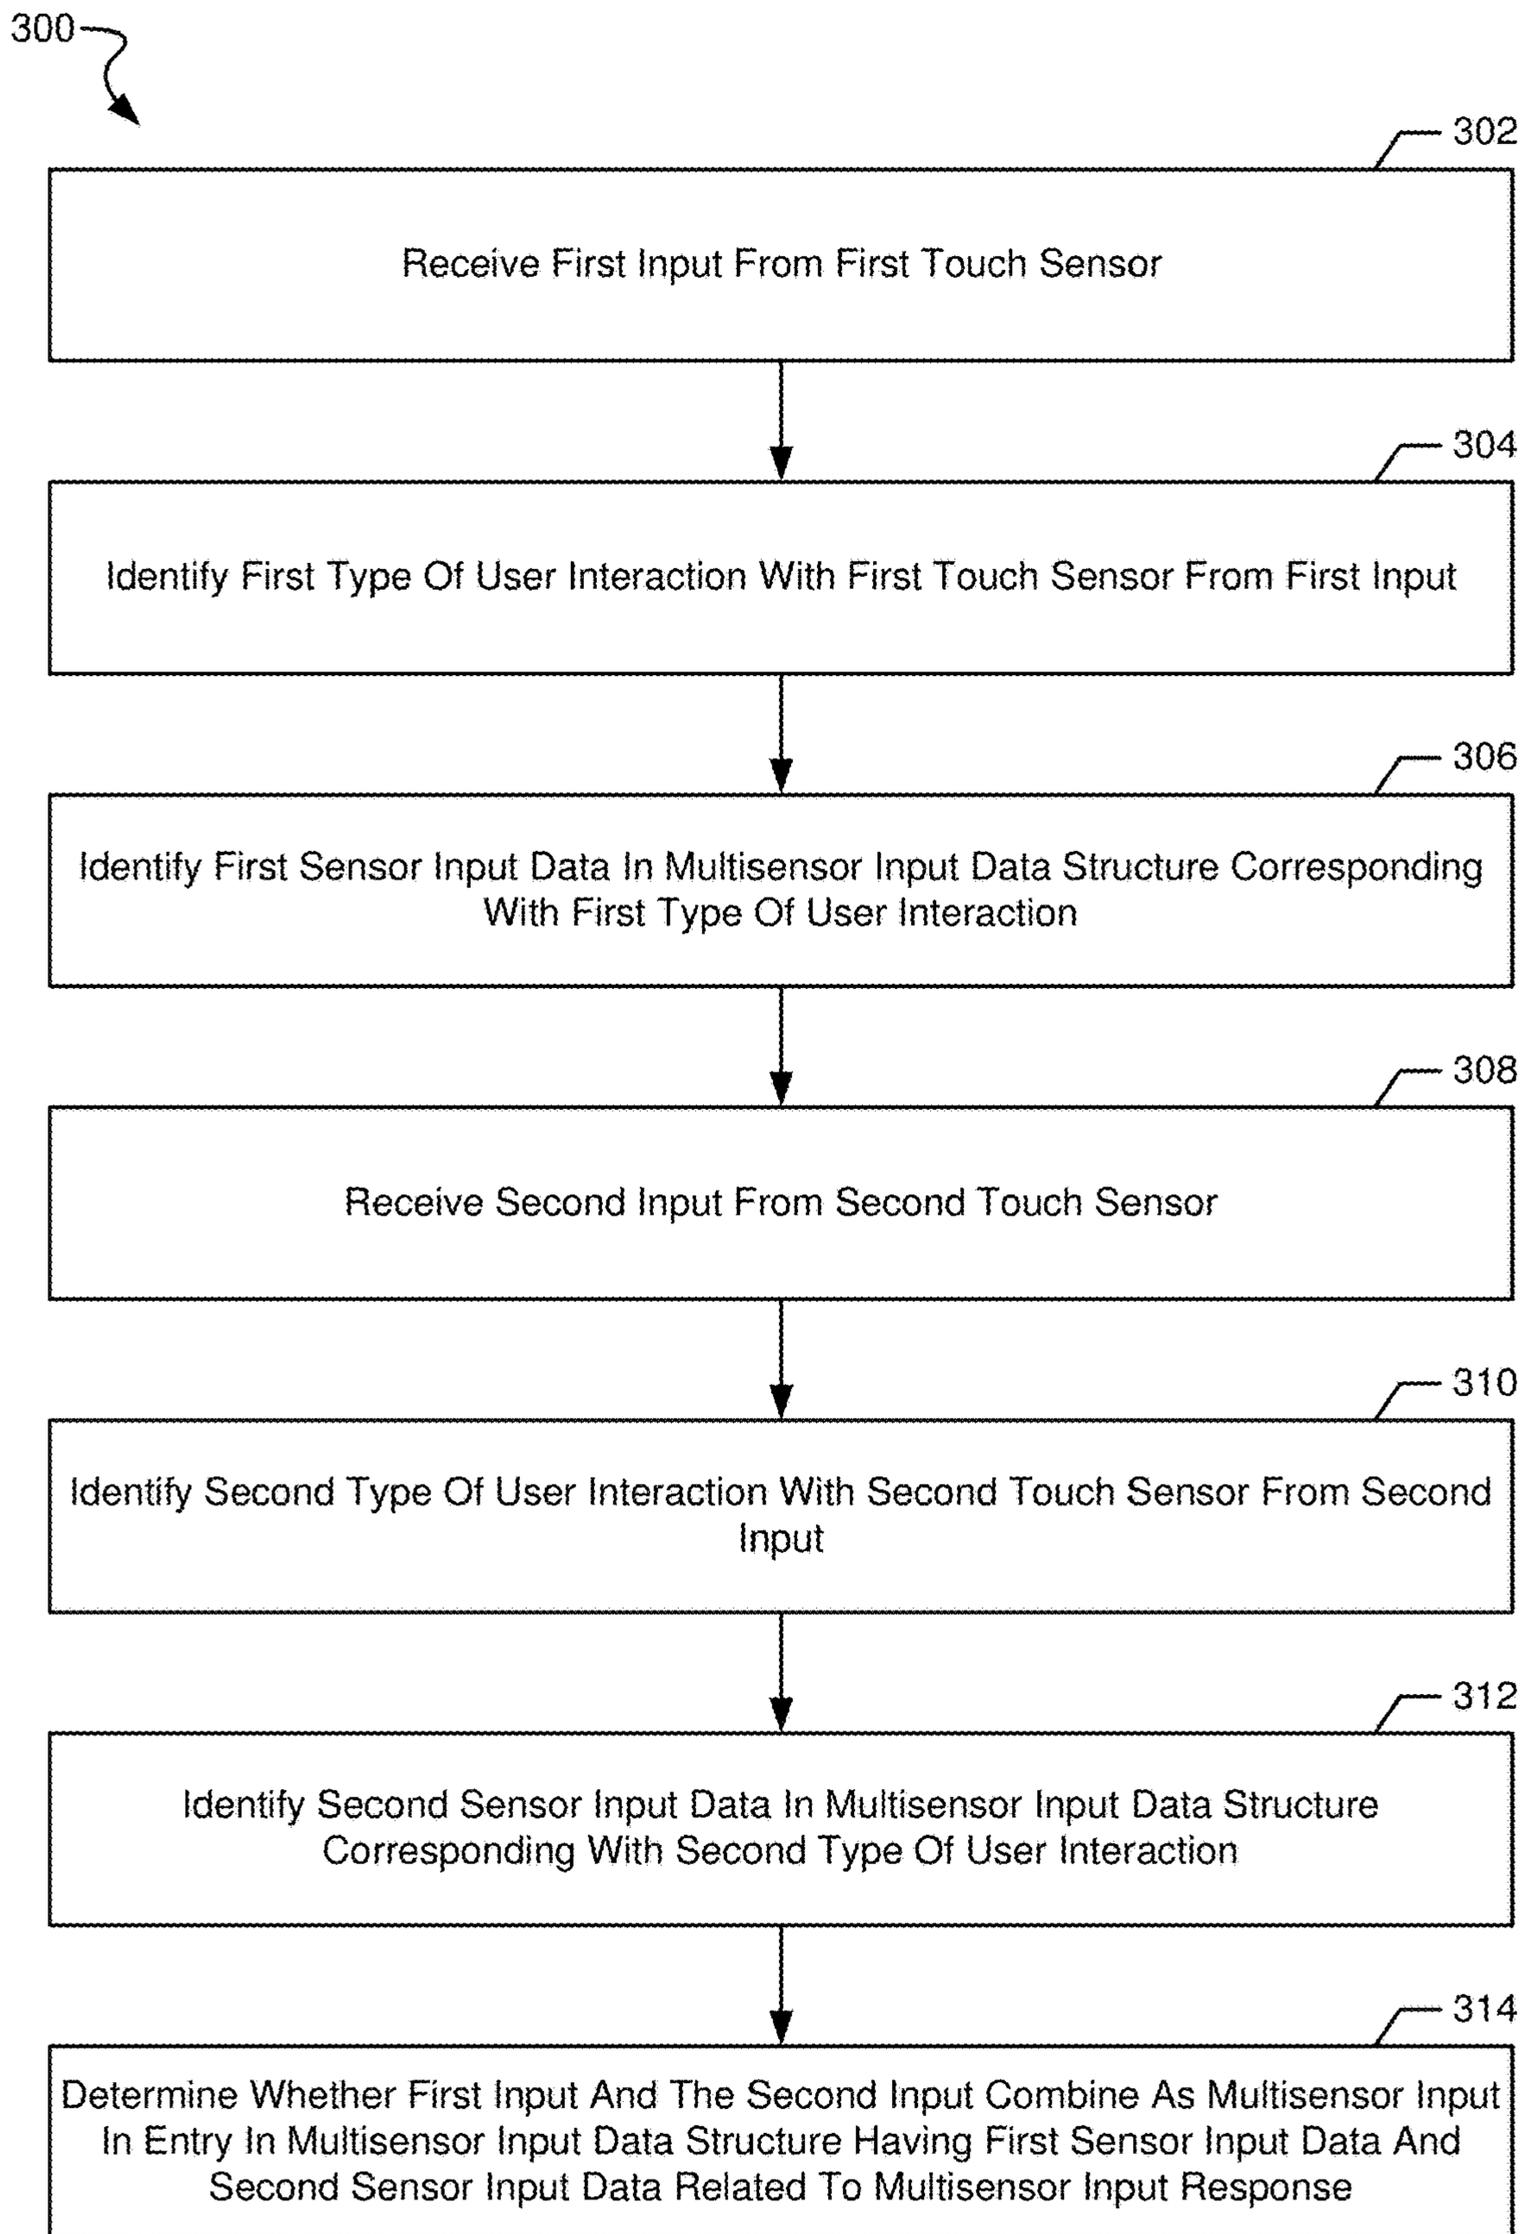 300
302
Receive First Input From First Touch Sensor
304
Identify First Type Of User Interaction With First Touch Sensor From First Input
306
Identify First Sensor Input Data In Multisensor Input Data Structure Corresponding
With First Type Of User Interaction
308
Receive Second Input From Second Touch Sensor
310
Identify Second Type Of User Interaction With Second Touch Sensor From Second
Input
312
Identify Second Sensor Input Data In Multisensor Input Data Structure
Corresponding With Second Type Of User Interaction
314
Determine Whether First Input And The Second Input Combine As Multisensor Input
In Entry In Multisensor Input Data Structure Having First Sensor Input Data And
Second Sensor Input Data Related To Multisensor Input Response